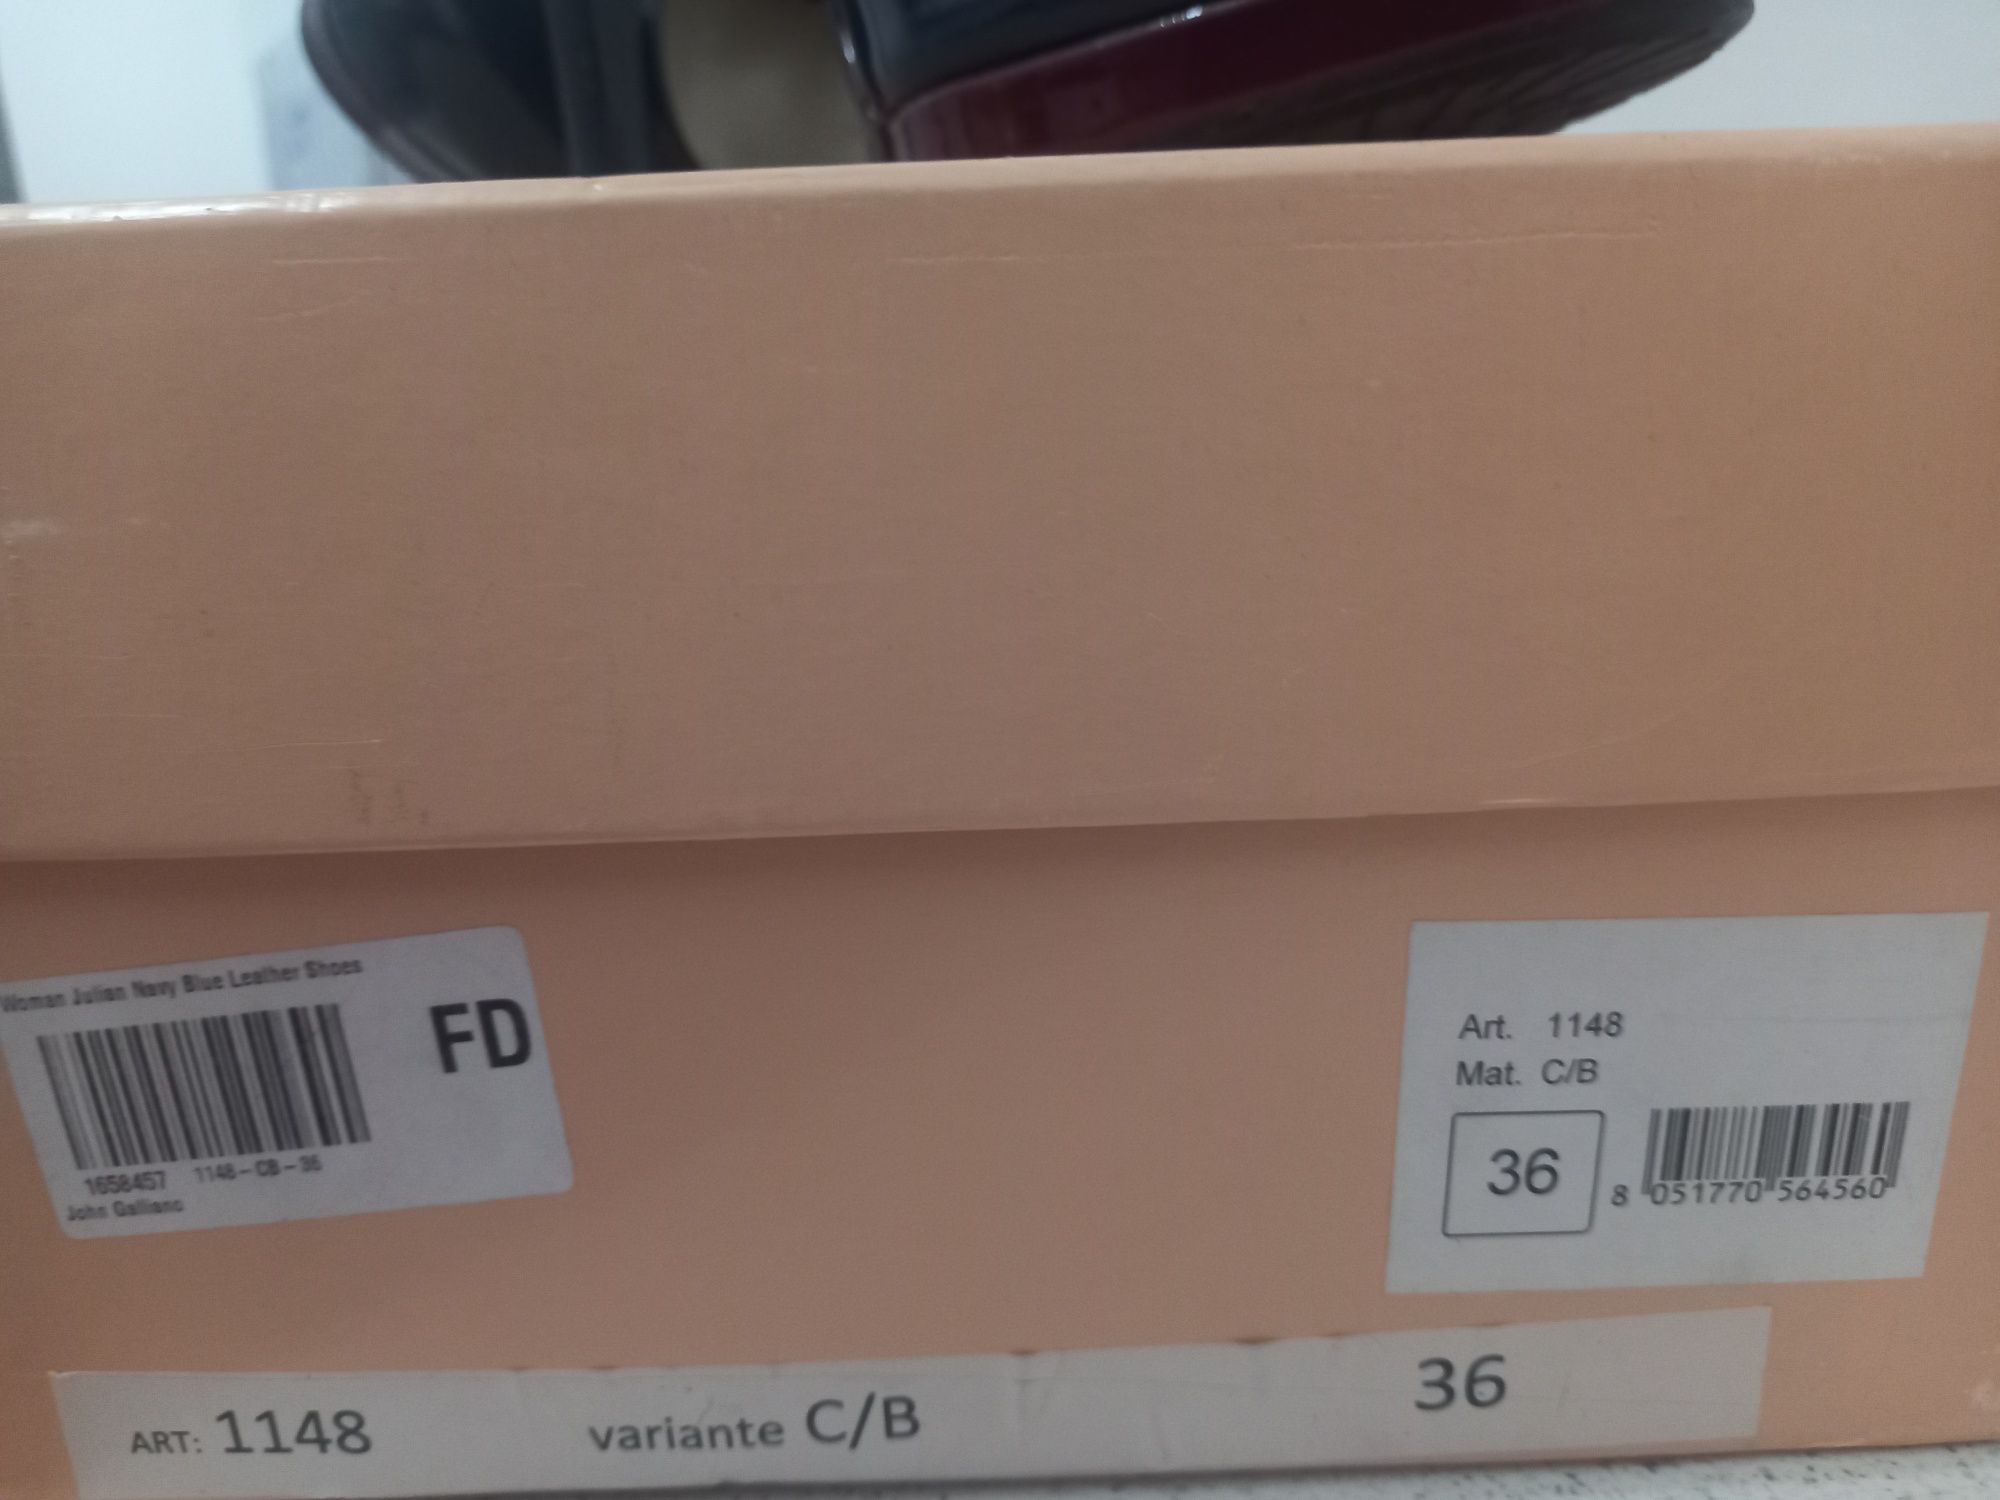 Woman Julian Navy Blue Leather Shoes
FD
1658457 1148-CB-36
John Galliano
Art. 1148
Mat. C/B
36
8 051770 564560
ART: 1148 variante C/B 36